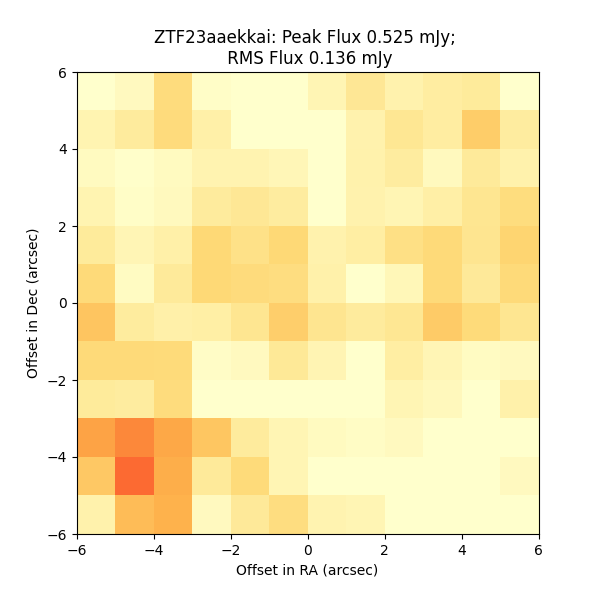 ZTF23aaekkai: Peak Flux 0.525 mJy;
RMS Flux 0.136 mJy
6
4
2
0
−2
−4
−6
Offset in Dec (arcsec)
−6 −4 −2 0 2 4 6
Offset in RA (arcsec)